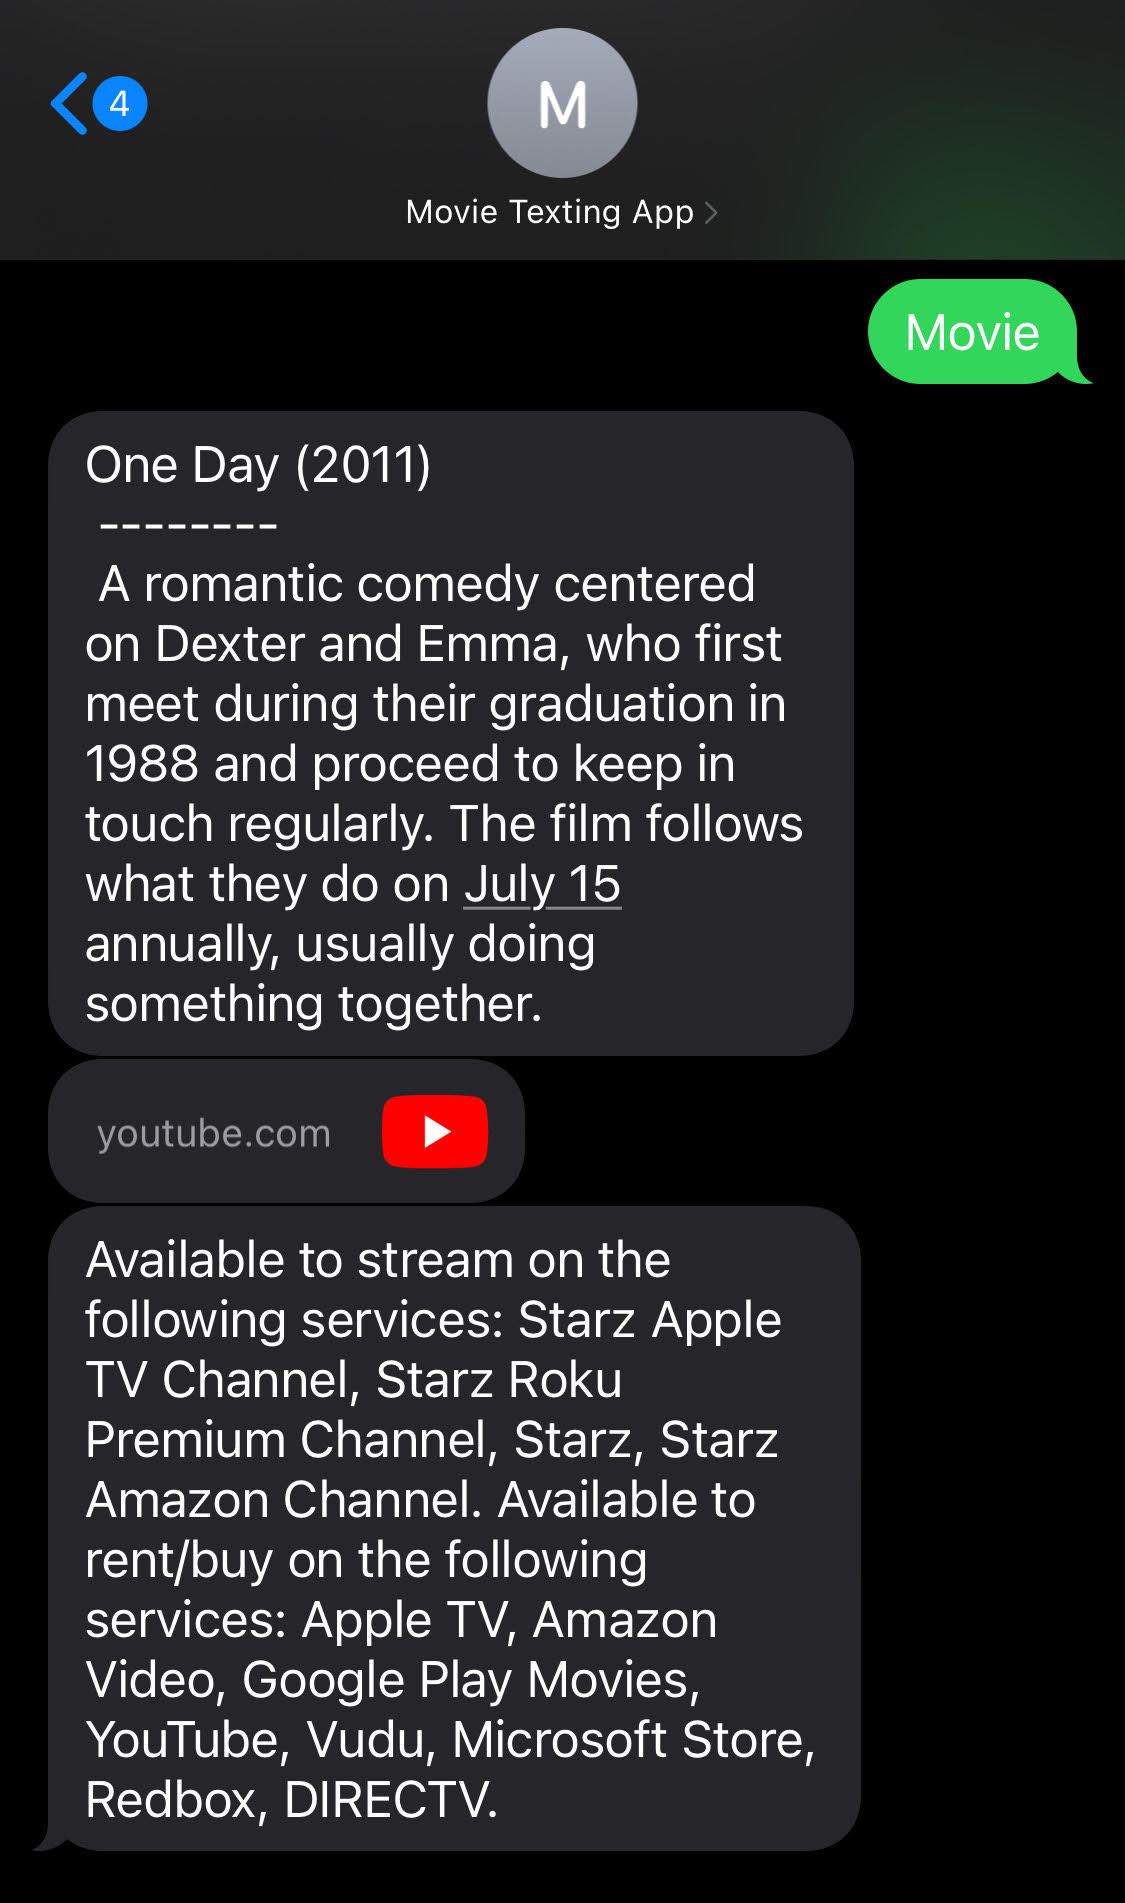 4
M
Movie Texting App
Movie
One Day (2011)
--------
A romantic comedy centered
on Dexter and Emma, who first
meet during their graduation in
1988 and proceed to keep in
touch regularly. The film follows
what they do on July 15
annually, usually doing
something together.
youtube.com
Available to stream on the
following services: Starz Apple
TV Channel, Starz Roku
Premium Channel, Starz, Starz
Amazon Channel. Available to
rent/buy on the following
services: Apple TV, Amazon
Video, Google Play Movies,
YouTube, Vudu, Microsoft Store,
Redbox, DIRECTV.